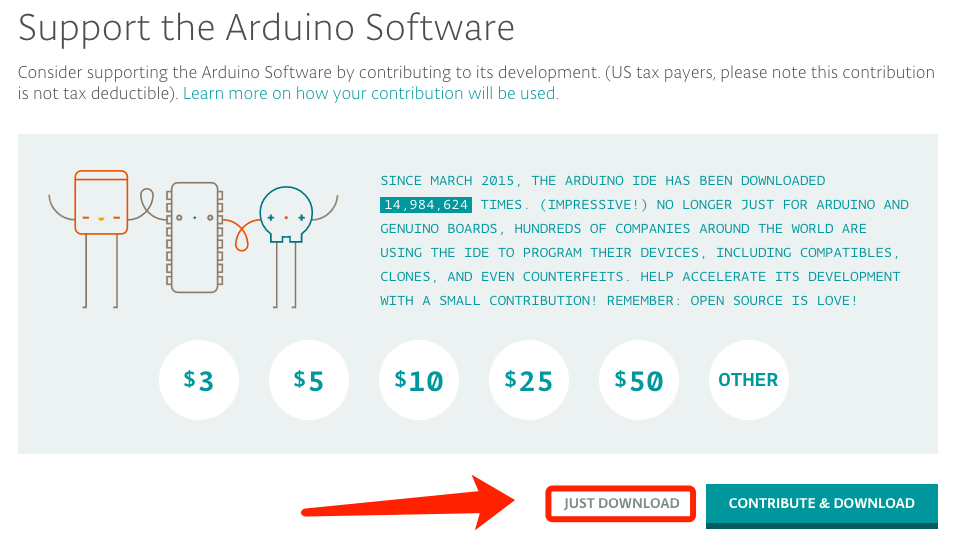 Support the Arduino Software
Consider supporting the Arduino Software by contributing to its development. (US tax payers, please note this contribution
is not tax deductible). Learn more on how your contribution will be used.
SINCE MARCH 2015, THE ARDUINO IDE HAS BEEN DOWNLOADED
14,984,624 TIMES. (IMPRESSIVE!) NO LONGER JUST FOR ARDUINO AND
GENUINO BOARDS, HUNDREDS OF COMPANIES AROUND THE WORLD ARE
USING THE IDE TO PROGRAM THEIR DEVICES, INCLUDING COMPATIBLES,
CLONES, AND EVEN COUNTERFEITS. HELP ACCELERATE ITS DEVELOPMENT
WITH A SMALL CONTRIBUTION! REMEMBER: OPEN SOURCE IS LOVE!
$3 $5 $10 $25 $50 OTHER
JUST DOWNLOAD CONTRIBUTE & DOWNLOAD